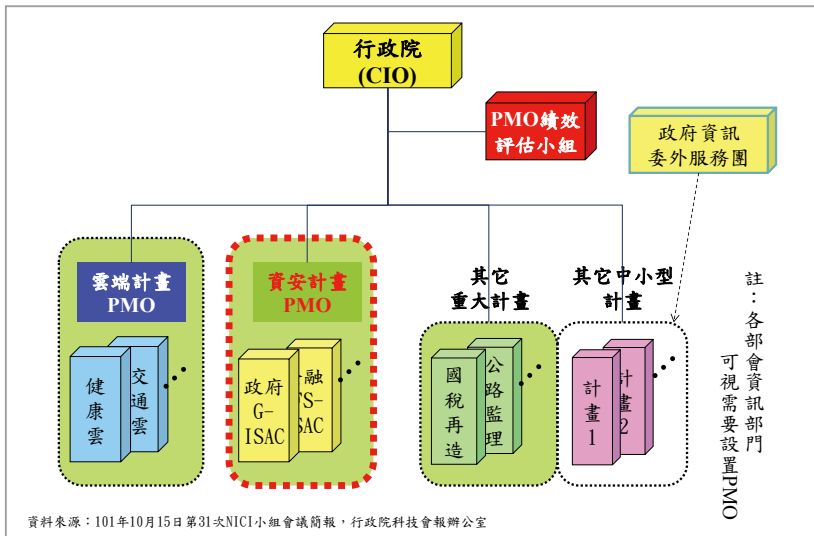 行政院
(CIO)
PMO績效
評估小組
政府資訊
委外服務團
雲端計畫
PMO
資安計畫
PMO
其它
重大計畫
其它中小型
計畫
健康雲
交通雲
政府
G-
ISAC
融
FS-
ISAC
國稅再造
公路監理
計畫1
計畫2
註：各部會資訊部門
可視需要設置PMO
資料來源：101年10月15日第31次NICI小組會議簡報，行政院科技會報辦公室